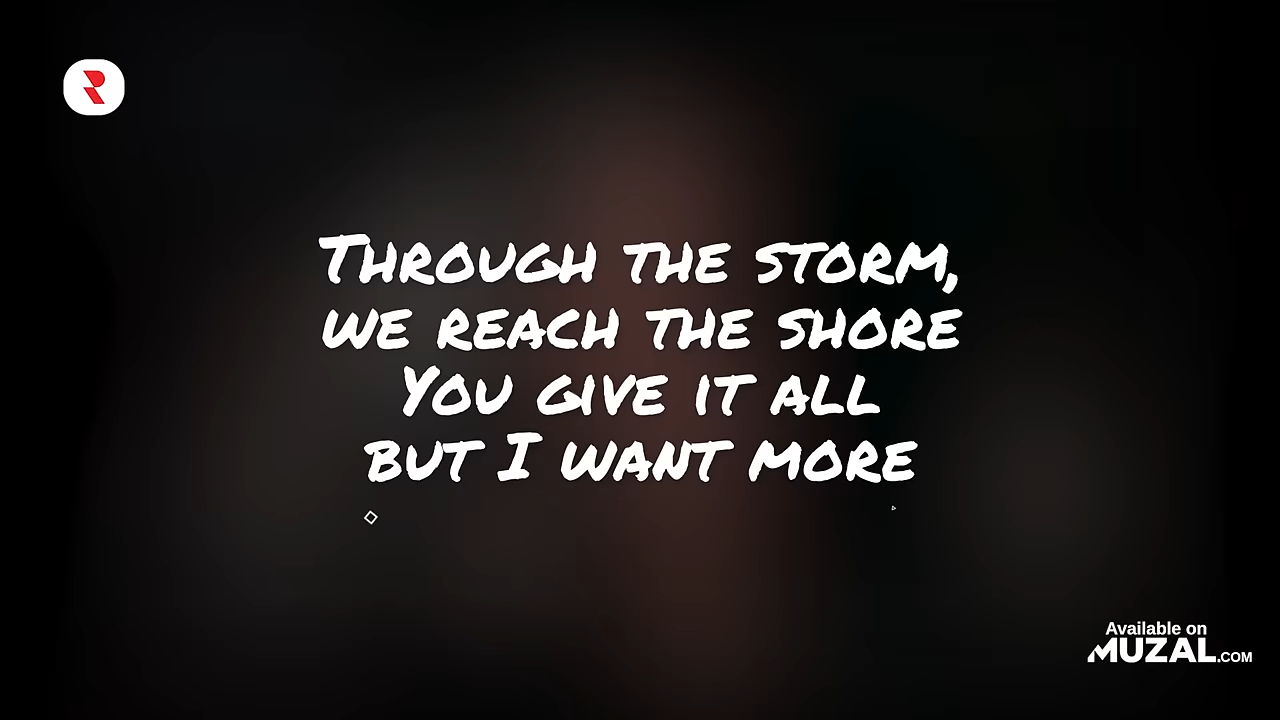 Through the storm,
we reach the shore
You give it all
but I want more
Available on
MUZAL.COM